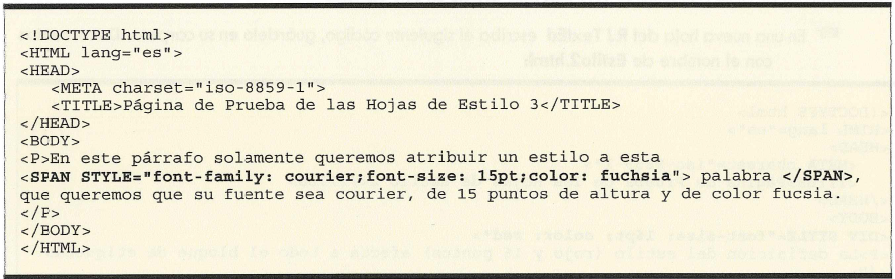 <!DOCTYPE html>
<HTML lang="es">
<HEAD>
<META charset="iso-8859-1">
<TITLE>Página de Prueba de las Hojas de Estilo 3</TITLE>
</HEAD>
<BODY>
<P>En este párrafo solamente queremos atribuir un estilo a esta
<SPAN STYLE="font-family: courier;font-size: 15pt;color: fuchsia"> palabra </SPAN>,
que queremos que su fuente sea courier, de 15 puntos de altura y de color fucsia.
</P>
</BODY>
</HTML>